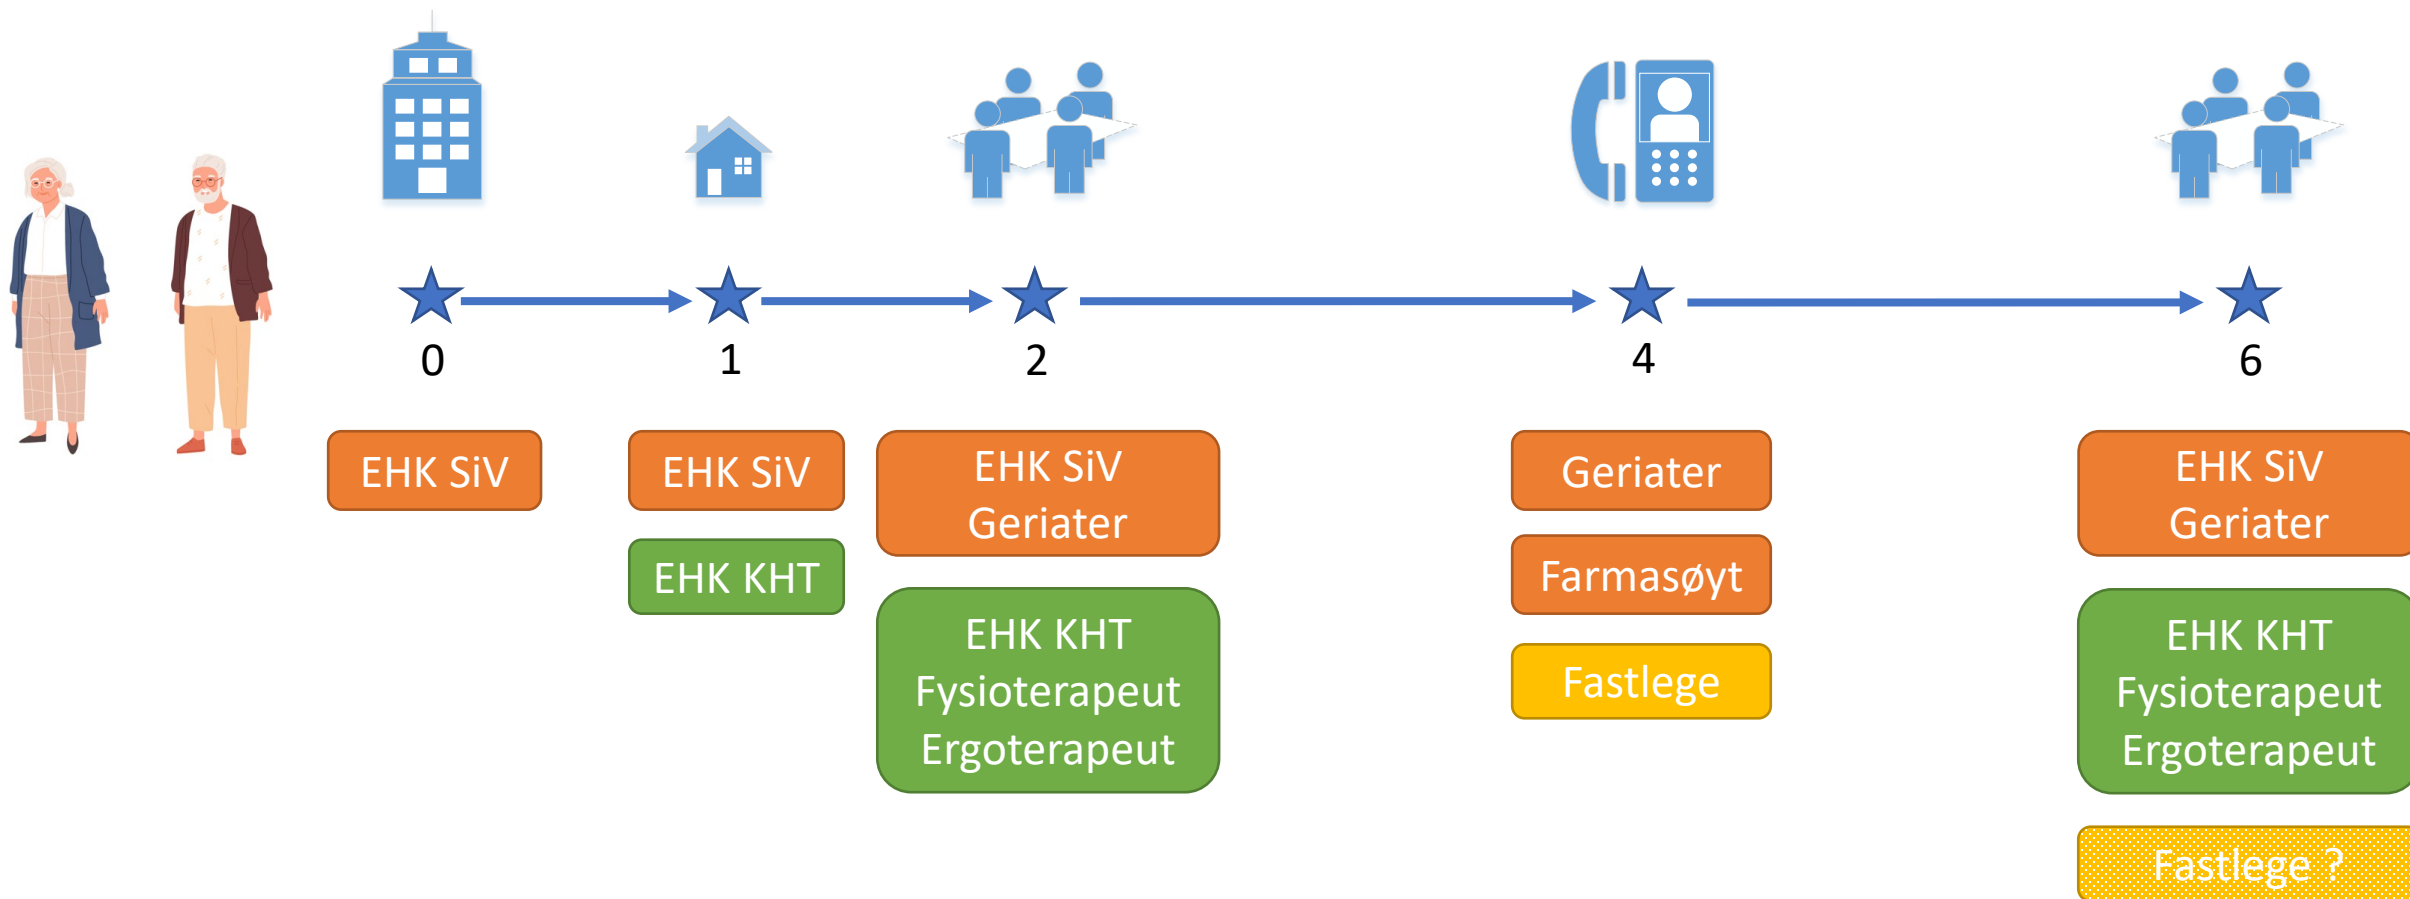 0
1
2
4
6
EHK SiV
EHK SiV
EHK KHT
EHK SiV
Geriater
EHK KHT
Fysioterapeut
Ergoterapeut
Geriater
Farmasøyt
Fastlege
EHK SiV
Geriater
EHK KHT
Fysioterapeut
Ergoterapeut
Fastlege ?